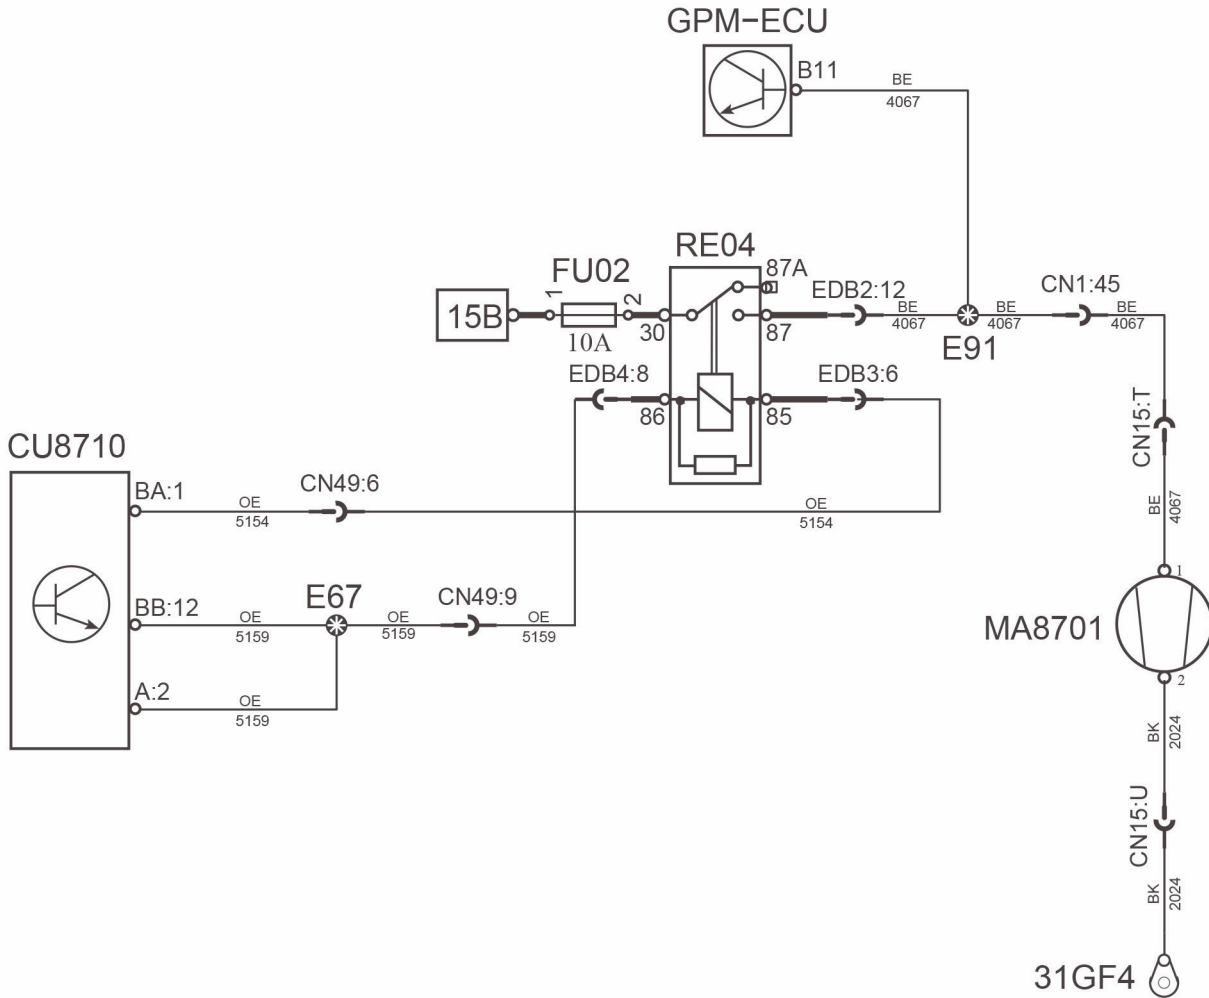 GPM-ECU
B11
BE
4067
RE04
87A
FU02
1
2
EDB2:12
CN1:45
15B
BE
4067
BE
4067
BE
4067
10A
30
87
E91
EDB4:8
EDB3:6
86
85
CN15:T
CU8710
BA:1
OE
5154
CN49:6
OE
5154
BE
4067
1
BB:12
OE
5159
E67
OE
5159
CN49:9
OE
5159
MA8701
A:2
OE
5159
2
BK
2024
CN15:U
BK
2024
31GF4